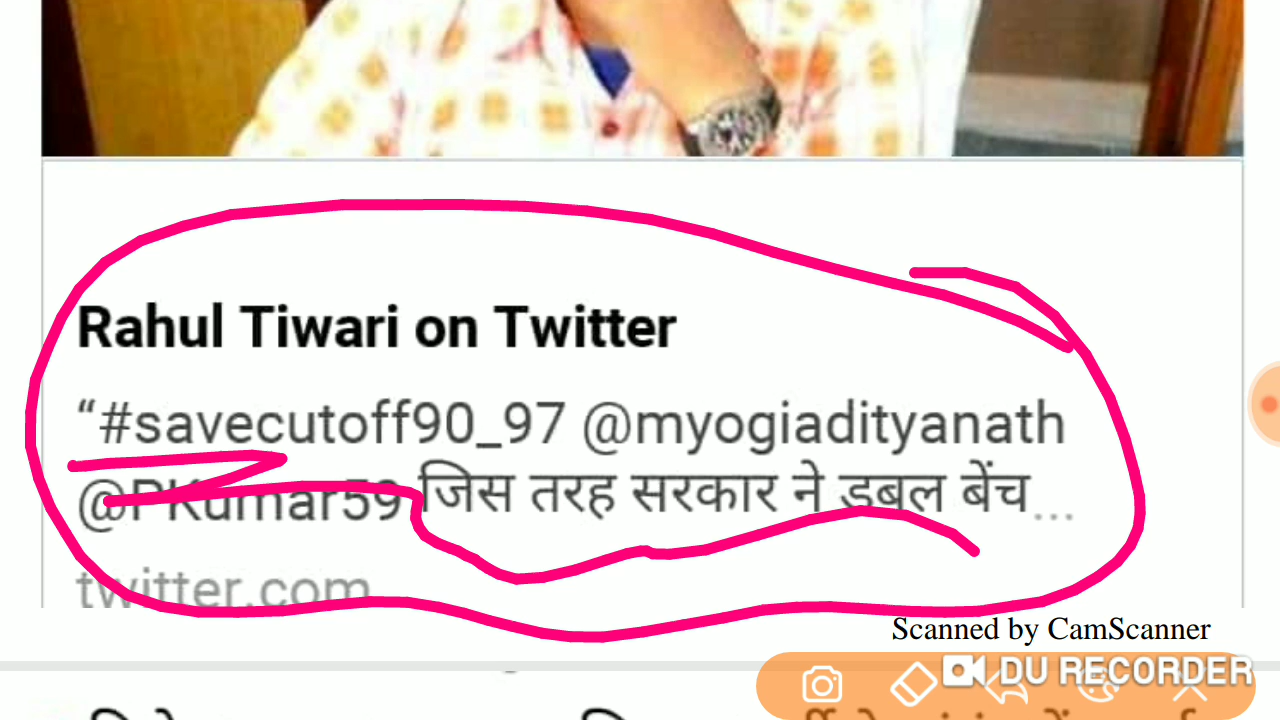 Rahul Tiwari on Twitter
“#savecutoff90_97 @myogiadityanath
@PKumar59 जिस तरह सरकार ने डबल बेंच...
twitter.com
Scanned by CamScanner
DU RECORDER